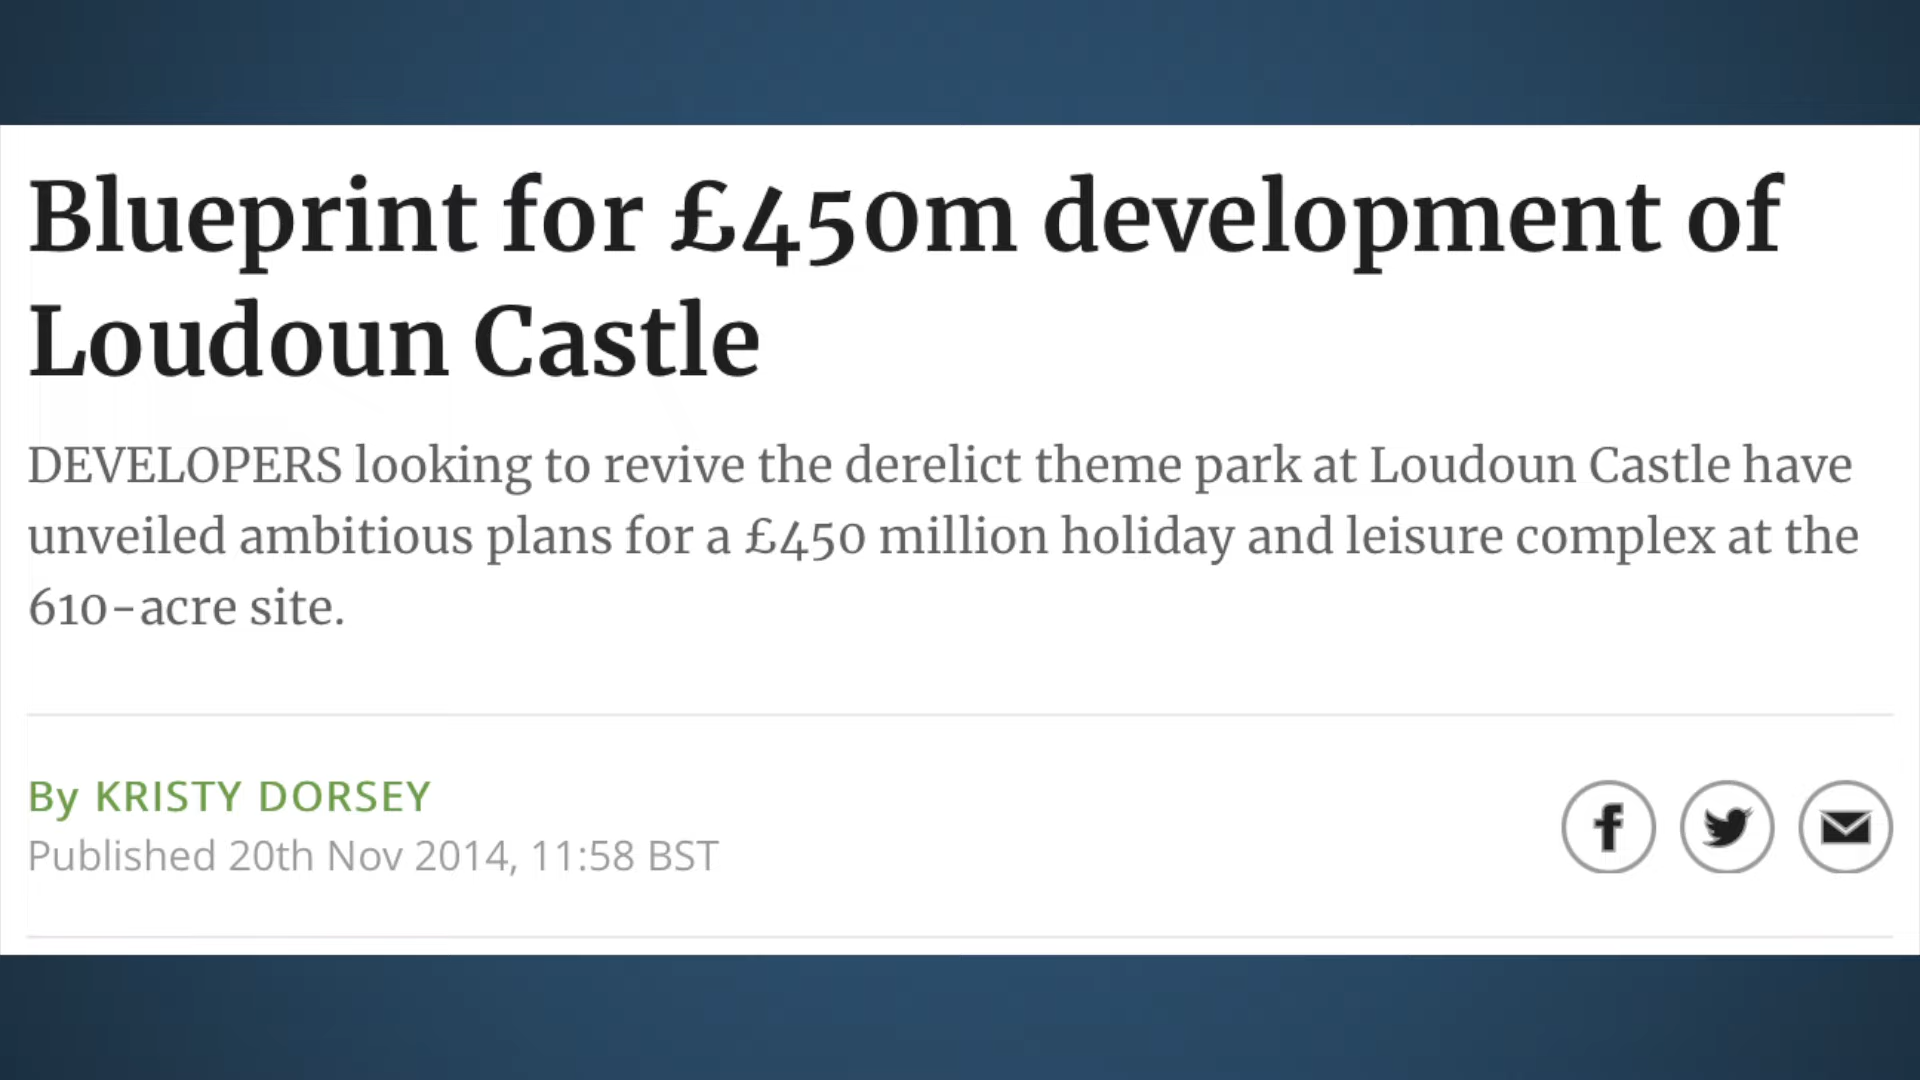 Blueprint for £450m development of
Loudoun Castle
DEVELOPERS looking to revive the derelict theme park at Loudoun Castle have
unveiled ambitious plans for a £450 million holiday and leisure complex at the
610-acre site.
By KRISTY DORSEY
Published 20th Nov 2014, 11:58 BST